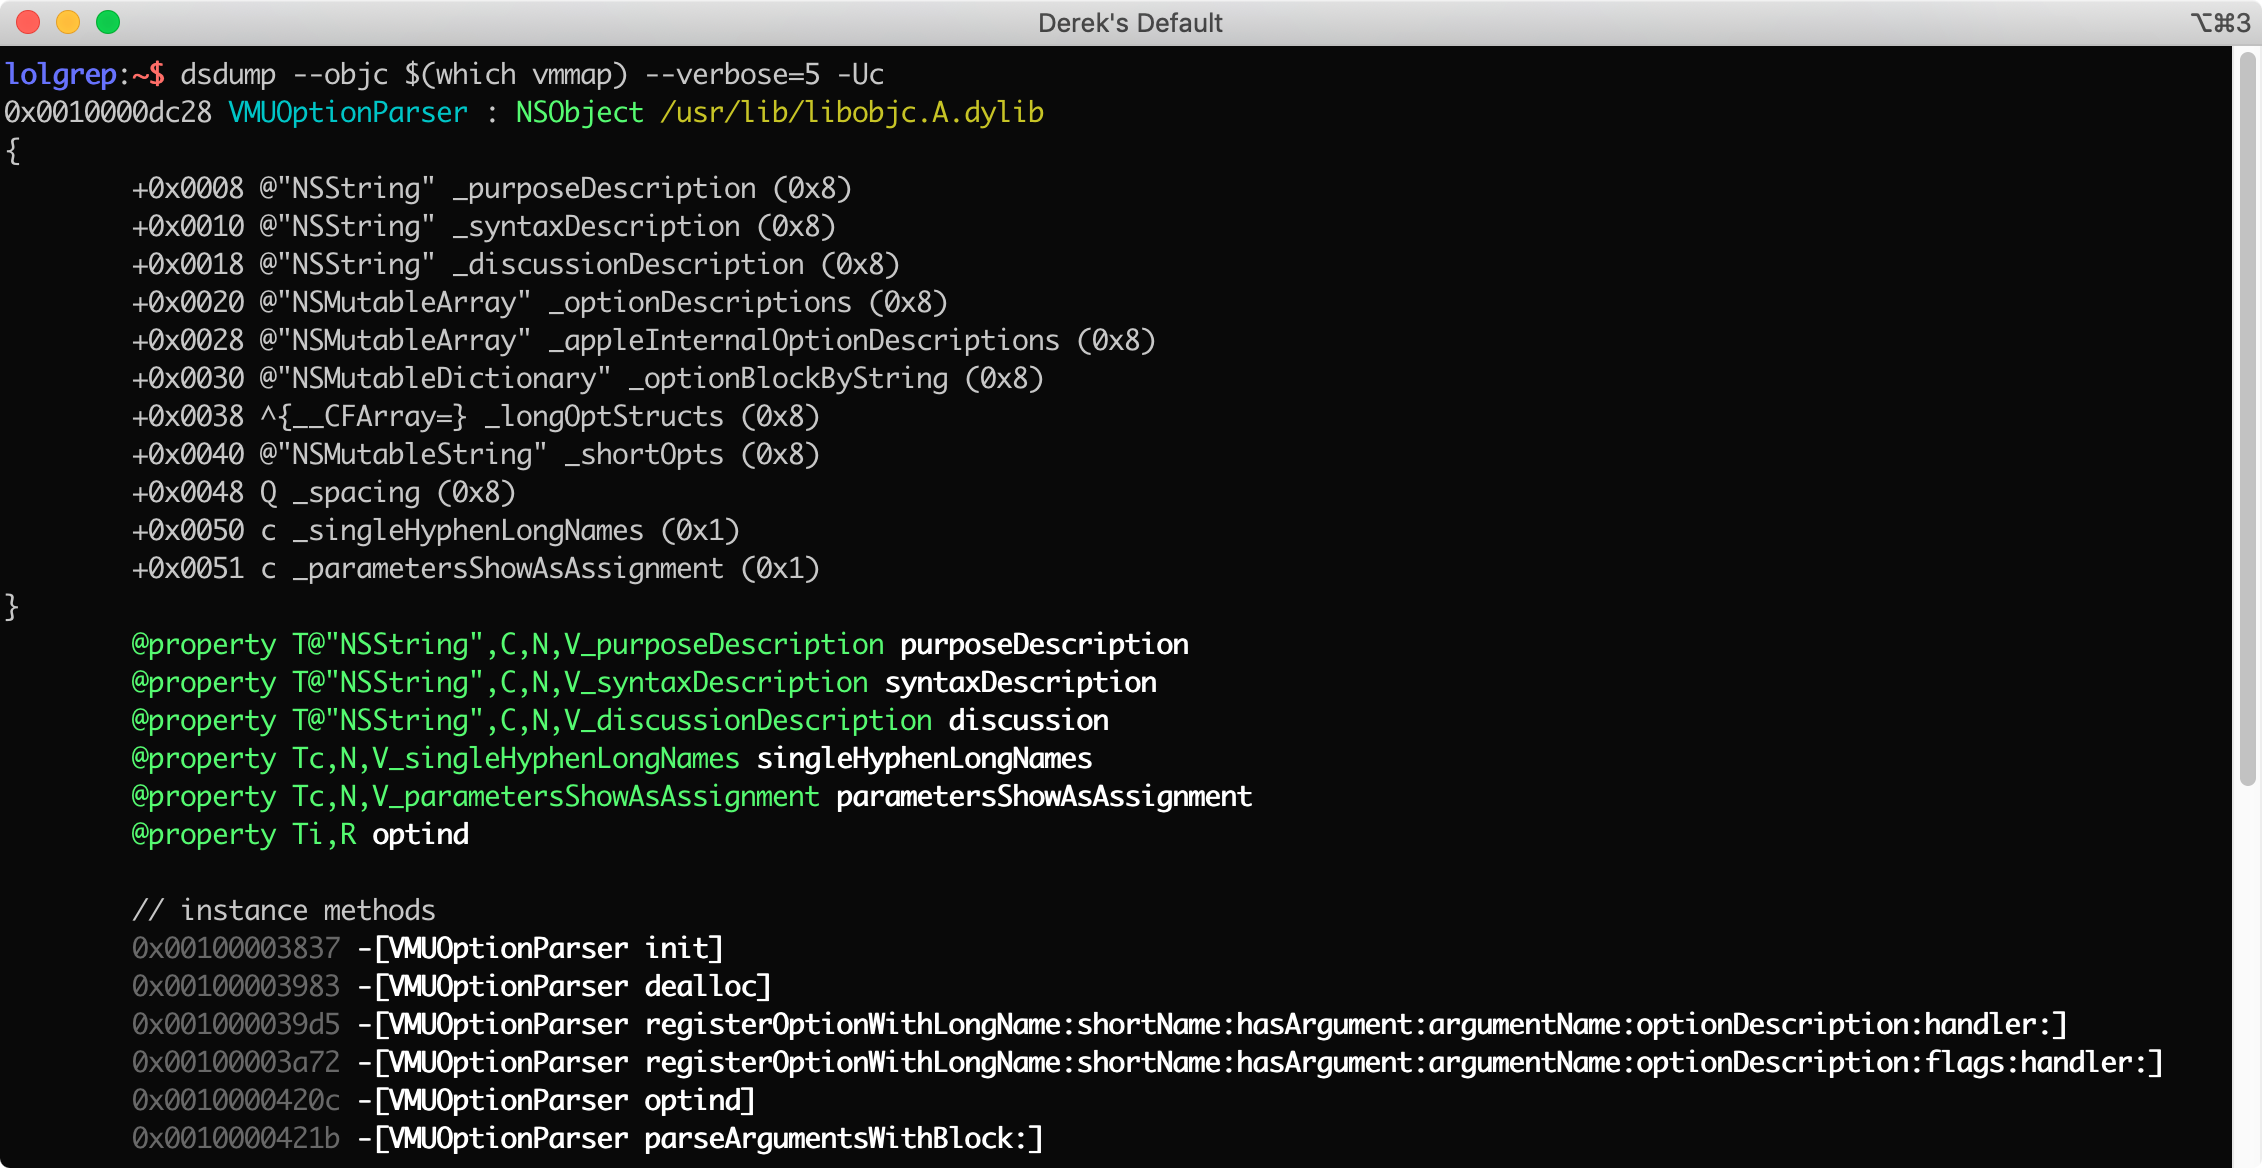 Derek's Default ⌥⌘3
lolgrep:~$ dsdump --objc $(which vmmap) --verbose=5 -Uc
0x0010000dc28 VMUOptionParser : NSObject /usr/lib/libobjc.A.dylib
{
+0x0008 @"NSString" _purposeDescription (0x8)
+0x0010 @"NSString" _syntaxDescription (0x8)
+0x0018 @"NSString" _discussionDescription (0x8)
+0x0020 @"NSMutableArray" _optionDescriptions (0x8)
+0x0028 @"NSMutableArray" _appleInternalOptionDescriptions (0x8)
+0x0030 @"NSMutableDictionary" _optionBlockByString (0x8)
+0x0038 ^{__CFArray=} _longOptStructs (0x8)
+0x0040 @"NSMutableString" _shortOpts (0x8)
+0x0048 Q _spacing (0x8)
+0x0050 c _singleHyphenLongNames (0x1)
+0x0051 c _parametersShowAsAssignment (0x1)
}
@property T@"NSString",C,N,V_purposeDescription purposeDescription
@property T@"NSString",C,N,V_syntaxDescription syntaxDescription
@property T@"NSString",C,N,V_discussionDescription discussion
@property Tc,N,V_singleHyphenLongNames singleHyphenLongNames
@property Tc,N,V_parametersShowAsAssignment parametersShowAsAssignment
@property Ti,R optind
// instance methods
0x00100003837 -[VMUOptionParser init]
0x00100003983 -[VMUOptionParser dealloc]
0x001000039d5 -[VMUOptionParser registerOptionWithLongName:shortName:hasArgument:argumentName:optionDescription:handler:]
0x00100003a72 -[VMUOptionParser registerOptionWithLongName:shortName:hasArgument:argumentName:optionDescription:flags:handler:]
0x0010000420c -[VMUOptionParser optind]
0x0010000421b -[VMUOptionParser parseArgumentsWithBlock:]